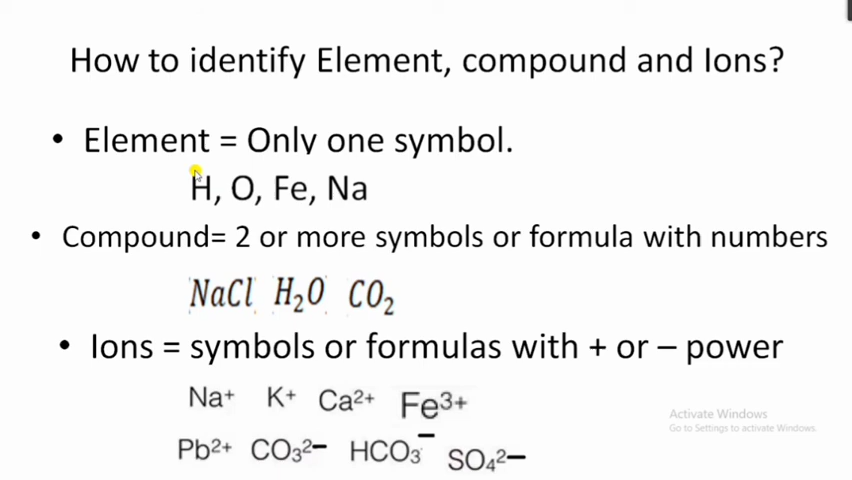 How to identify Element, compound and Ions?
• Element = Only one symbol.
H, O, Fe, Na
• Compound= 2 or more symbols or formula with numbers
NaCl H₂O CO₂
• Ions = symbols or formulas with + or – power
Na⁺ K⁺ Ca²⁺ Fe³⁺
Pb²⁺ CO₃²⁻ HCO₃⁻ SO₄²⁻
Activate Windows
Go to Settings to activate Windows.